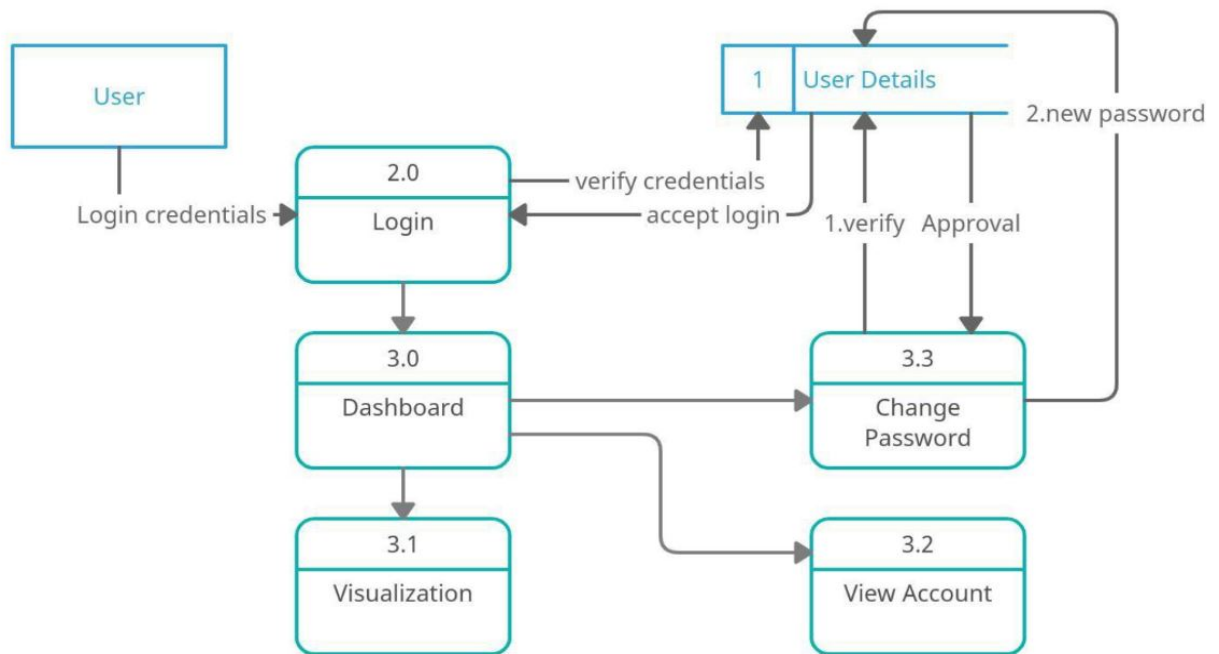 User
1
User Details
2.new password
2.0
Login
verify credentials
Login credentials
accept login
1.verify
Approval
3.0
Dashboard
3.3
Change
Password
3.1
Visualization
3.2
View Account